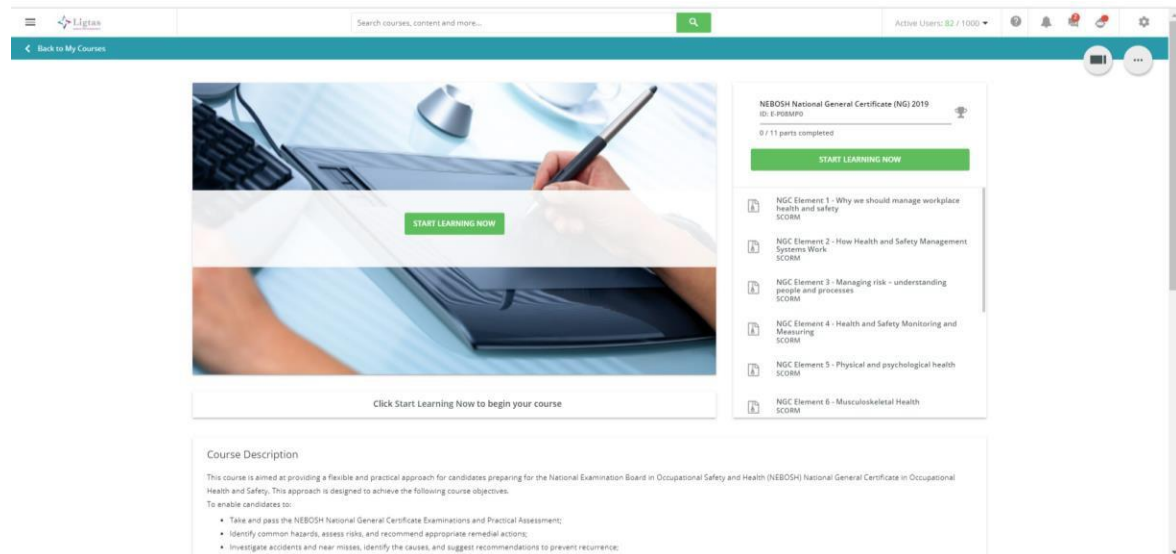 Ligtas
Search courses, content and more...
Active Users: 82 / 1000
Back to My Courses
START LEARNING NOW
Click Start Learning Now to begin your course
NEBOSH National General Certificate (NG) 2019
ID: E-P0BMP0
0 / 11 parts completed
START LEARNING NOW
NGC Element 1 - Why we should manage workplace
health and safety
SCORM
NGC Element 2 - How Health and Safety Management
Systems Work
SCORM
NGC Element 3 - Managing risk – understanding
people and processes
SCORM
NGC Element 4 - Health and Safety Monitoring and
Measuring
SCORM
NGC Element 5 - Physical and psychological health
SCORM
NGC Element 6 - Musculoskeletal Health
SCORM
Course Description
This course is aimed at providing a flexible and practical approach for candidates preparing for the National Examination Board in Occupational Safety and Health (NEBOSH) National General Certificate in Occupational
Health and Safety. This approach is designed to achieve the following course objectives.
To enable candidates to:
• Take and pass the NEBOSH National General Certificate Examinations and Practical Assessment;
• Identify common hazards, assess risks, and recommend appropriate remedial actions;
• Investigate accidents and near misses, identify the causes, and suggest recommendations to prevent recurrence;